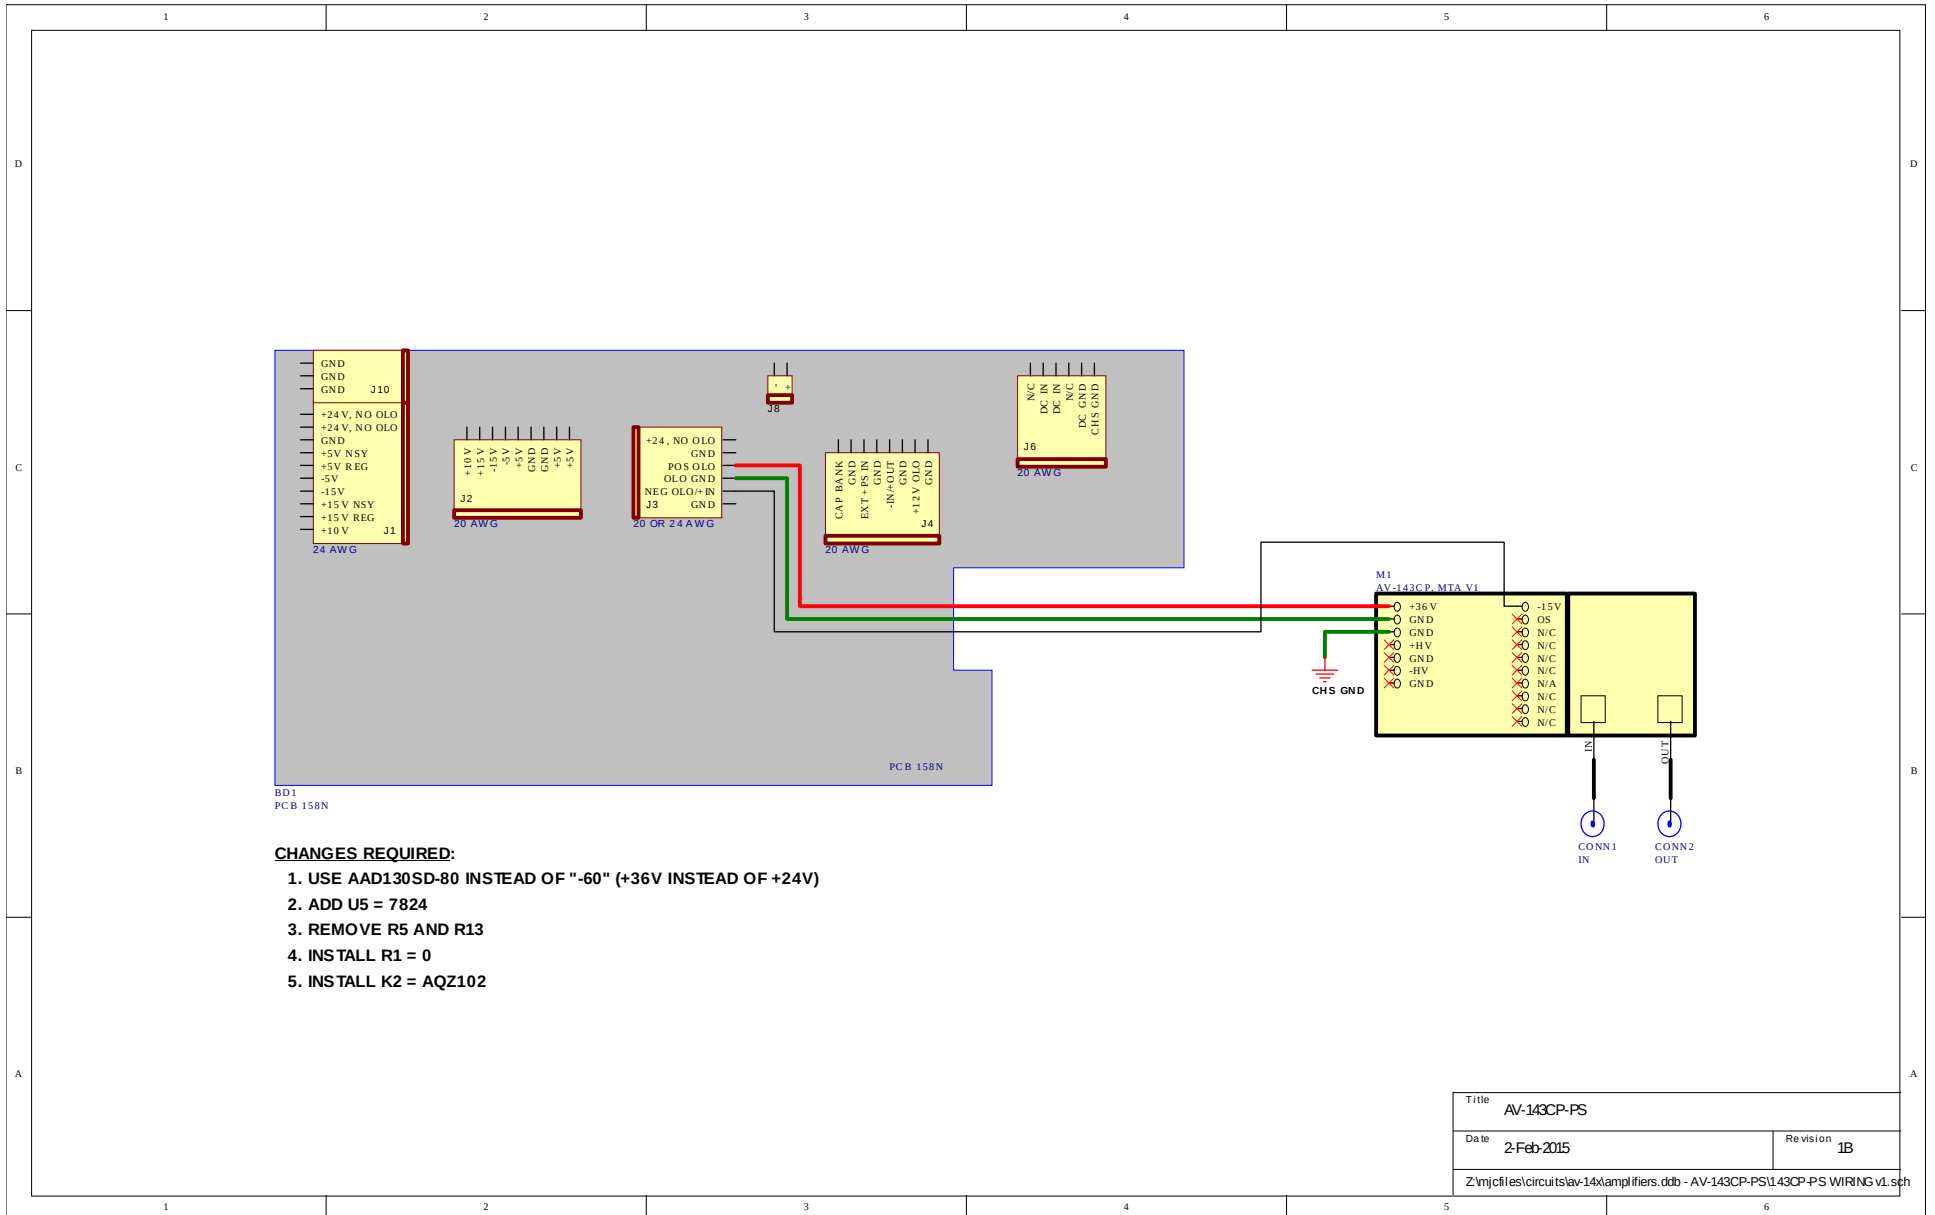 1 2 3 4 5 6
D D
C C
B B
A A
GND
GND
GND J10
+24V, NO OLO
+24V, NO OLO
GND
+5V NSY
+5V REG
-5V
-15V
+15V NSY
+15V REG
+10V J1
24 AWG
+10V
+15V
-15V
-5V
+5V
GND
GND
+5V
+5V
J2
20 AWG
+24, NO OLO
GND
POS OLO
OLO GND
NEG OLO/+IN
J3 GND
20 OR 24 AWG
- +
J8
CAP BANK
GND
EXT +PS IN
GND
-IN/+OUT
GND
+12V OLO
GND
J4
20 AWG
N/C
DC IN
DC IN
N/C
DC GND
CHS GND
J6
20 AWG
PCB 158N
BD1
PCB 158N
M1
AV-143CP, MTA V1
+36V -15V
GND OS
GND N/C
+HV N/C
GND N/C
-HV N/C
GND N/A
N/C
N/C
N/C
CHS GND
IN OUT
CONN1 CONN2
IN OUT
CHANGES REQUIRED:
1. USE AAD130SD-80 INSTEAD OF "-60" (+36V INSTEAD OF +24V)
2. ADD U5 = 7824
3. REMOVE R5 AND R13
4. INSTALL R1 = 0
5. INSTALL K2 = AQZ102
Title AV-143CP-PS
Date 2-Feb-2015 Revision 1B
Z:\mjcfiles\circuits\av-14x\amplifiers.ddb - AV-143CP-PS\143CP-PS WIRING v1.sch
1 2 3 4 5 6